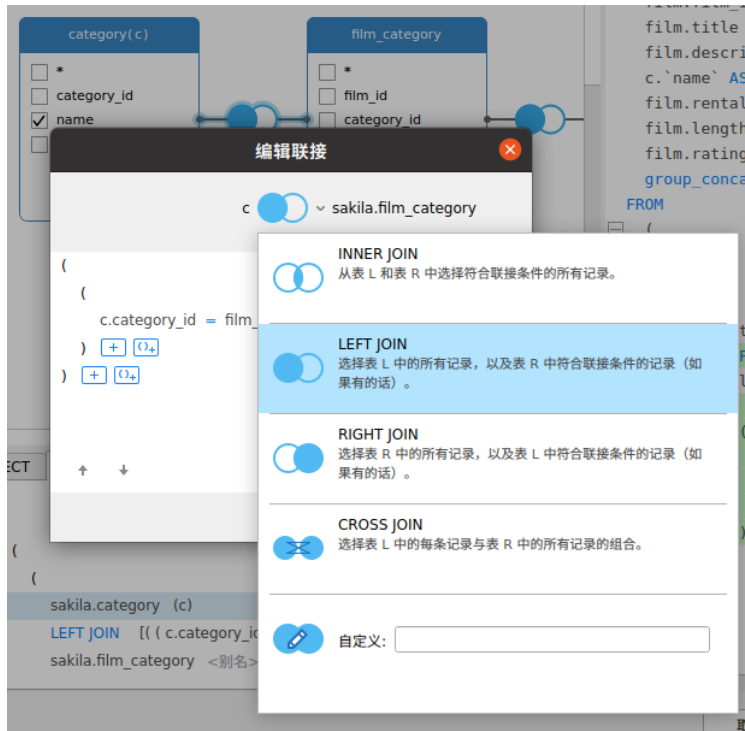 category(c)
film_category
*
category_id
name
*
film_id
category_id
film.title
film.descri
c.`name` AS
film.rental
film.length
film.rating
group_conca
FROM
(
编辑联接
c
sakila.film_category
(
(
c.category_id = film_
)
)
INNER JOIN
从表 L 和表 R 中选择符合联接条件的所有记录。
LEFT JOIN
选择表 L 中的所有记录，以及表 R 中符合联接条件的记录（如
果有的话）。
RIGHT JOIN
选择表 R 中的所有记录，以及表 L 中符合联接条件的记录（如
果有的话）。
CROSS JOIN
选择表 L 中的每条记录与表 R 中的所有记录的组合。
自定义:
ECT
(
(
sakila.category (c)
LEFT JOIN [( ( c.category_id
sakila.film_category <别名>